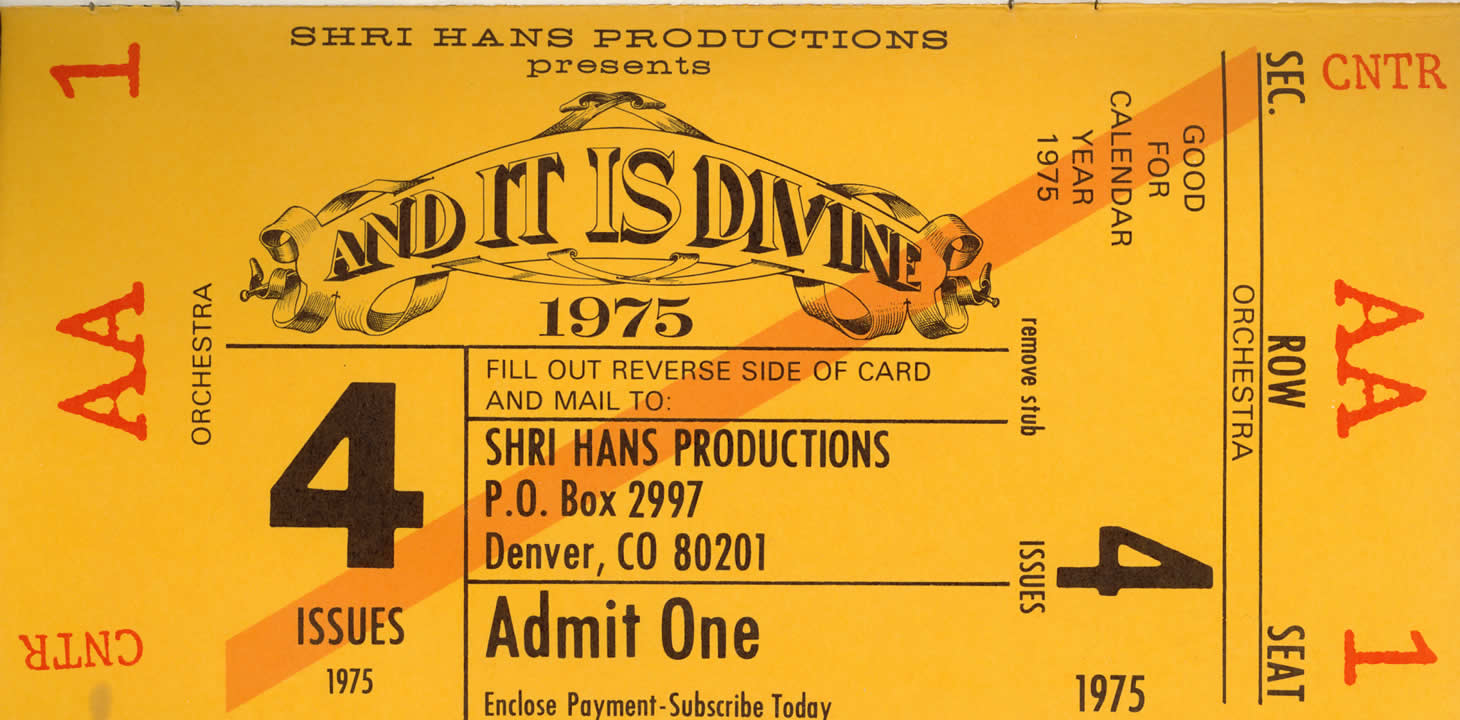 SHRI HANS PRODUCTIONS
presents
AND IT IS DIVINE
1975
1
AA
CNTR
ORCHESTRA
4
ISSUES
1975
FILL OUT REVERSE SIDE OF CARD
AND MAIL TO:
SHRI HANS PRODUCTIONS
P.O. Box 2997
Denver, CO 80201
Admit One
Enclose Payment-Subscribe Today
remove stub
GOOD
FOR
CALENDAR
YEAR
1975
4
ISSUES
1975
ORCHESTRA
SEC.
ROW
SEAT
CNTR
AA
1